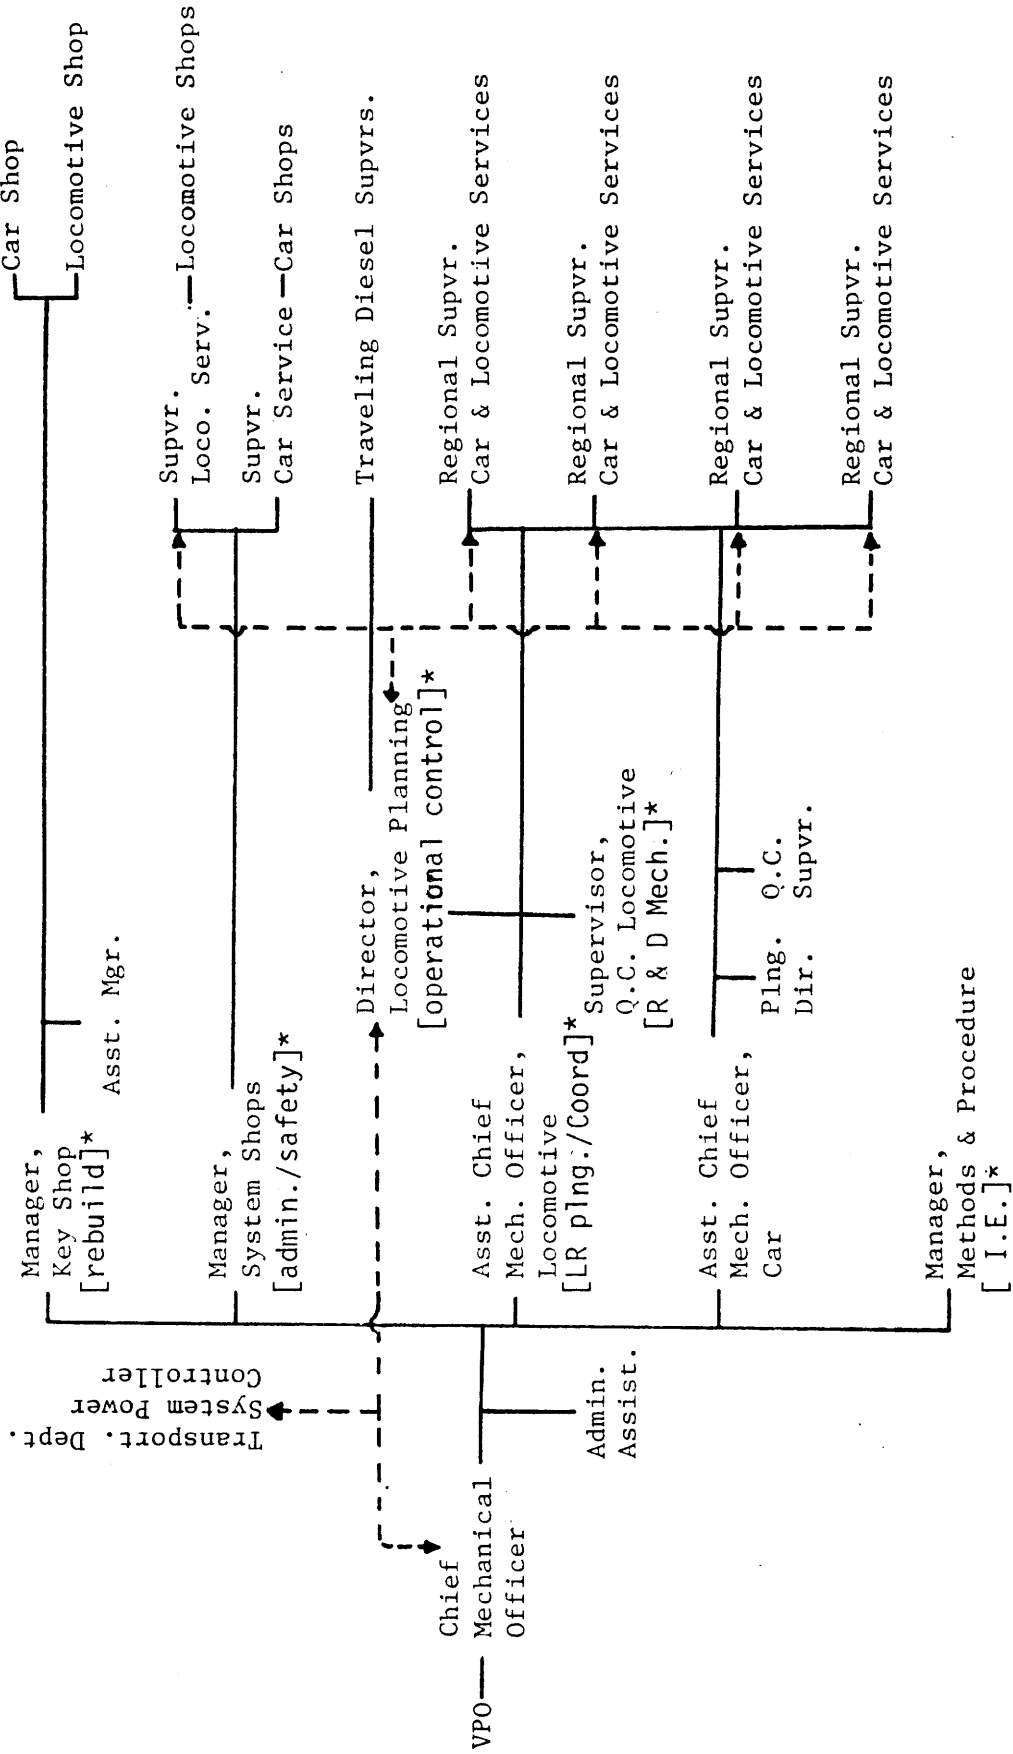 VPO
Chief
Mechanical
Officer
Admin.
Assist.
Transport. Dept.
System Power
Controller
Manager,
Key Shop
[rebuild]*
Asst. Mgr.
Car Shop
Locomotive Shop
Manager,
System Shops
[admin./safety]*
Supvr.
Loco. Serv.
Locomotive Shops
Supvr.
Car Service
Car Shops
Director,
Locomotive Planning
[operational control]*
Traveling Diesel Supvrs.
Asst. Chief
Mech. Officer,
Locomotive
[LR plng./Coord]*
Supervisor,
Q.C. Locomotive
[R & D Mech.]*
Regional Supvr.
Car & Locomotive Services
Regional Supvr.
Car & Locomotive Services
Regional Supvr.
Car & Locomotive Services
Regional Supvr.
Car & Locomotive Services
Asst. Chief
Mech. Officer,
Car
Plng.
Dir.
Q.C.
Supvr.
Manager,
Methods & Procedure
[ I.E.]*